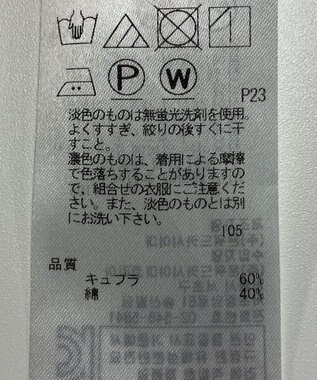 P
W
P23
淡色のものは無蛍光洗剤を使用。
よくすすぎ、絞りの後すぐに干
すこと。
濃色のものは、着用による摩擦
で色落ちすることがありますの
で、組合せの衣服にご注意くだ
さい。また、淡色のものとは別
にお洗い下さい。
105
品質
キュプラ 60%
綿 40%